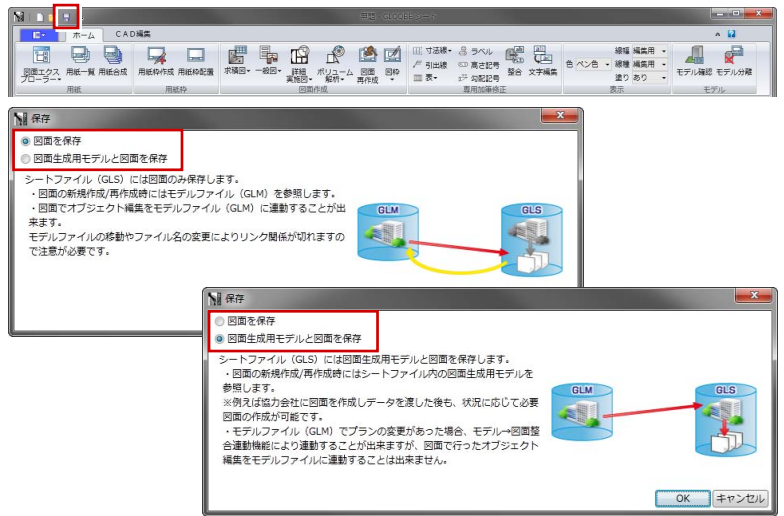 用途 - GLOOBEシート
ホーム CAD編集
図面エクスプローラー 用紙一覧 用紙合成
用紙
用紙枠作成 用紙枠配置
用紙枠
求積図 一般図 詳細実施図 ボリューム解析 図面再作成 図枠
図面作成
寸法線 ラベル
引出線 高さ記号
表 勾配記号
整合 文字編集
専用加筆修正
色 ペン色
線幅 編集用
線種 編集用
塗り あり
表示
モデル確認 モデル分離
モデル
保存
図面を保存
図面生成用モデルと図面を保存
シートファイル（GLS）には図面のみ保存します。
・図面の新規作成/再作成時にはモデルファイル（GLM）を参照します。
・図面でオブジェクト編集をモデルファイル（GLM）に連動することが出
来ます。
モデルファイルの移動やファイル名の変更によりリンク関係が切れますの
で注意が必要です。
GLM GLS
保存
図面を保存
図面生成用モデルと図面を保存
シートファイル（GLS）には図面生成用モデルと図面を保存します。
・図面の新規作成/再作成時にはシートファイル内の図面生成用モデルを
参照します。
※例えば協力会社に図面を作成しデータを渡した後も、状況に応じて必要
図面の作成が可能です。
・モデルファイル（GLM）でプランの変更があった場合、モデル→図面整
合連動機能により連動することが出来ますが、図面で行ったオブジェクト
編集をモデルファイルに連動することは出来ません。
GLM GLS
OK キャンセル